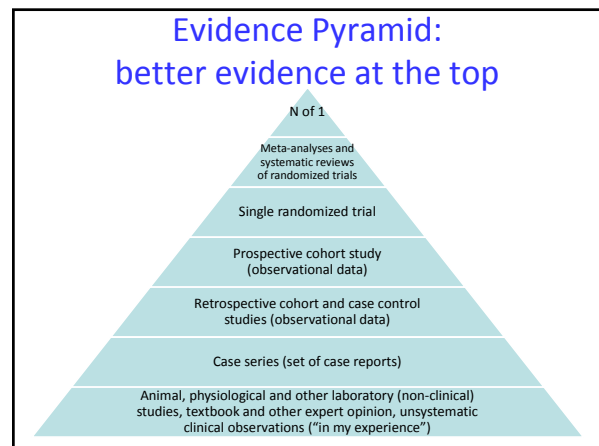 Evidence Pyramid:
better evidence at the top
N of 1
Meta-analyses and
systematic reviews
of randomized trials
Single randomized trial
Prospective cohort study
(observational data)
Retrospective cohort and case control
studies (observational data)
Case series (set of case reports)
Animal, physiological and other laboratory (non-clinical)
studies, textbook and other expert opinion, unsystematic
clinical observations (“in my experience”)